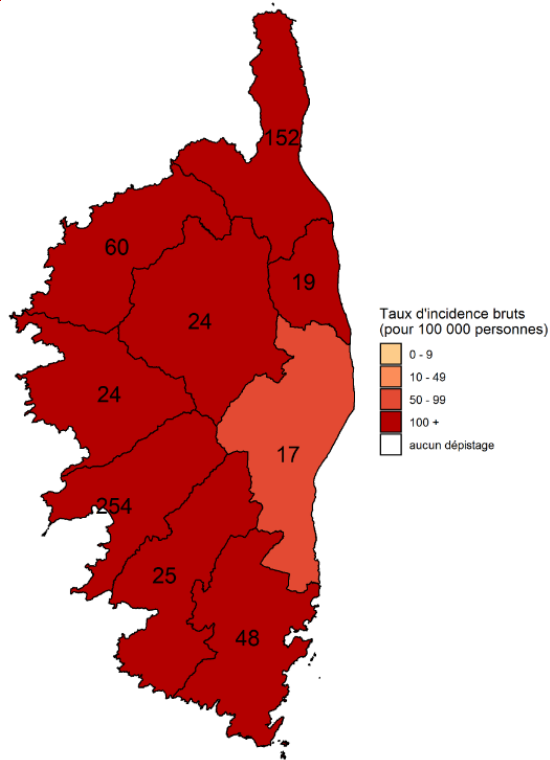 152
60
19
24
24
17
254
25
48
Taux d'incidence bruts
(pour 100 000 personnes)
0 - 9
10 - 49
50 - 99
100 +
aucun dépistage